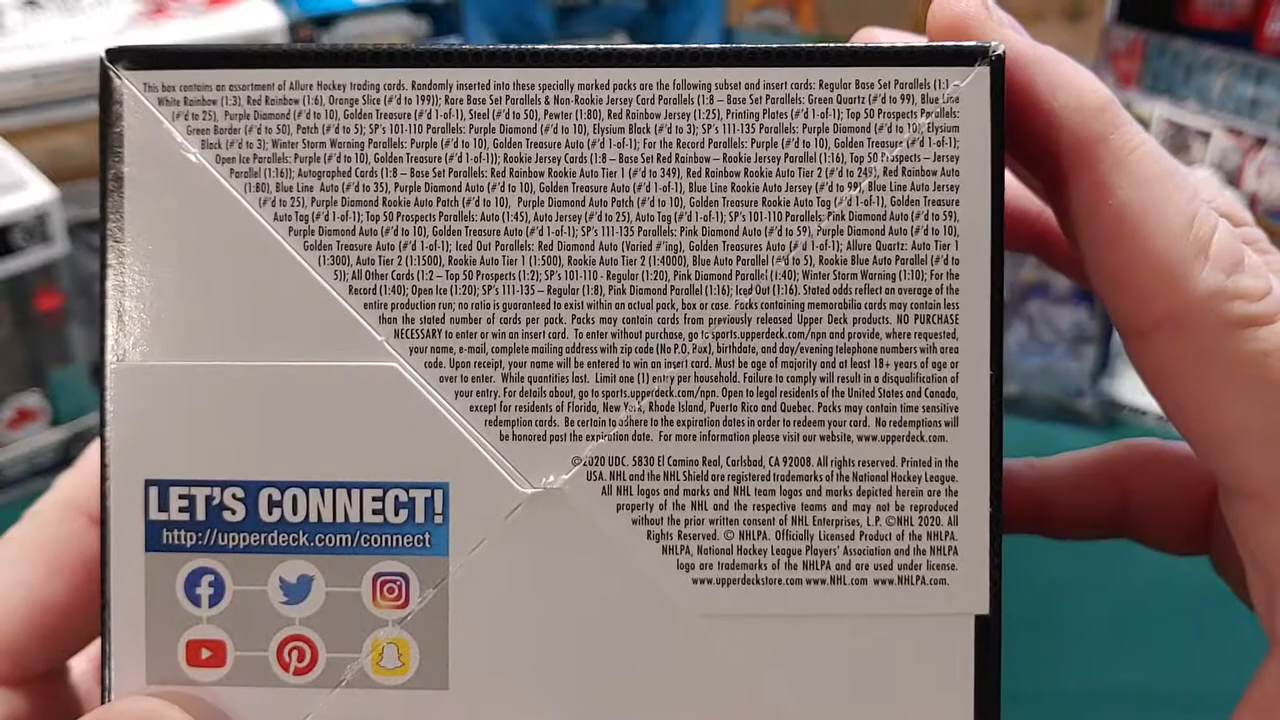 This box contains an assortment of Allure Hockey trading cards. Randomly inserted into these specially marked packs are the following subset and insert cards: Regular Base Set Parallels (1:1 –
White Rainbow (1:3), Red Rainbow (1:6), Orange Slice (#'d to 199)); Rare Base Set Parallels & Non-Rookie Jersey Card Parallels (1:8 – Base Set Parallels: Green Quartz (#'d to 99), Blue Line
(#'d to 25), Purple Diamond (#'d to 10), Golden Treasure (#'d 1-of-1), Steel (#'d to 50), Pewter (1:80), Red Rainbow Jersey (1:25), Printing Plates (#'d 1-of-1); Top 50 Prospects Parallels:
Green Border (#'d to 50), Patch (#'d to 5); SP's 101-110 Parallels: Purple Diamond (#'d to 10), Elysium Black (#'d to 3); SP's 111-135 Parallels: Purple Diamond (#'d to 10), Elysium
Black (#'d to 3); Winter Storm Warning Parallels: Purple (#'d to 10), Golden Treasure (#'d 1-of-1); For the Record Parallels: Purple (#'d to 10), Golden Treasure (#'d 1-of-1);
Open Ice Parallels: Purple (#'d to 10), Golden Treasure (#'d 1-of-1)); Rookie Jersey Cards (1:8 – Base Set Red Rainbow – Rookie Jersey Parallel (1:16), Top 50 Prospects – Jersey
Parallel (1:16)); Autographed Cards (1:8 – Base Set Parallels: Red Rainbow Rookie Auto Tier 1 (#'d to 349), Red Rainbow Rookie Auto Tier 2 (#'d to 249), Red Rainbow Auto
(1:80), Blue Line Auto (#'d to 35), Purple Diamond Auto (#'d to 10), Golden Treasure Auto (#'d 1-of-1), Blue Line Rookie Auto Jersey (#'d to 99), Blue Line Auto Jersey
(#'d to 25), Purple Diamond Rookie Auto Patch (#'d to 10), Purple Diamond Auto Patch (#'d to 10), Golden Treasure Rookie Auto Tag (#'d 1-of-1), Golden Treasure
Auto Tag (#'d 1-of-1); Top 50 Prospects Parallels: Auto (1:45), Auto Jersey (#'d to 25), Auto Tag (#'d 1-of-1); SP's 101-110 Parallels: Pink Diamond Auto (#'d to 59),
Purple Diamond Auto (#'d to 10), Golden Treasure Auto (#'d 1-of-1); SP's 111-135 Parallels: Pink Diamond Auto (#'d to 59), Purple Diamond Auto (#'d to 10),
Golden Treasure Auto (#'d 1-of-1); Iced Out Parallels: Red Diamond Auto (Varied #'ing), Golden Treasures Auto (#'d 1-of-1); Allure Quartz: Auto Tier 1
(1:300), Auto Tier 2 (1:1500), Rookie Auto Tier 1 (1:500), Rookie Auto Tier 2 (1:4000), Blue Auto Parallel (#'d to 5), Rookie Blue Auto Parallel (#'d to
5)); All Other Cards (1:2 – Top 50 Prospects (1:2); SP's 101-110 - Regular (1:20), Pink Diamond Parallel (1:40); Winter Storm Warning (1:10); For the
Record (1:40); Open Ice (1:20); SP's 111-135 – Regular (1:8), Pink Diamond Parallel (1:16); Iced Out (1:16). Stated odds reflect an average of the
entire production run; no ratio is guaranteed to exist within an actual pack, box or case. Packs containing memorabilia cards may contain less
than the stated number of cards per pack. Packs may contain cards from previously released Upper Deck products. NO PURCHASE
NECESSARY to enter or win an insert card. To enter without purchase, go to sports.upperdeck.com/npn and provide, where requested,
your name, e-mail, complete mailing address with zip code (No P.O. Box), birthdate, and day/evening telephone numbers with area
code. Upon receipt, your name will be entered to win an insert card. Must be age of majority and at least 18+ years of age or
over to enter. While quantities last. Limit one (1) entry per household. Failure to comply will result in a disqualification of
your entry. For details about, go to sports.upperdeck.com/npn. Open to legal residents of the United States and Canada,
except for residents of Florida, New York, Rhode Island, Puerto Rico and Quebec. Packs may contain time sensitive
redemption cards. Be certain to adhere to the expiration dates in order to redeem your card. No redemptions will
be honored past the expiration date. For more information please visit our website, www.upperdeck.com.
©2020 UDC. 5830 El Camino Real, Carlsbad, CA 92008. All rights reserved. Printed in the
USA. NHL and the NHL Shield are registered trademarks of the National Hockey League.
All NHL logos and marks and NHL team logos and marks depicted herein are the
property of the NHL and the respective teams and may not be reproduced
without the prior written consent of NHL Enterprises, L.P. ©NHL 2020. All
Rights Reserved. © NHLPA. Officially Licensed Product of the NHLPA.
NHLPA, National Hockey League Players' Association and the NHLPA
logo are trademarks of the NHLPA and are used under license.
www.upperdeckstore.com www.NHL.com www.NHLPA.com.
LET'S CONNECT!
http://upperdeck.com/connect